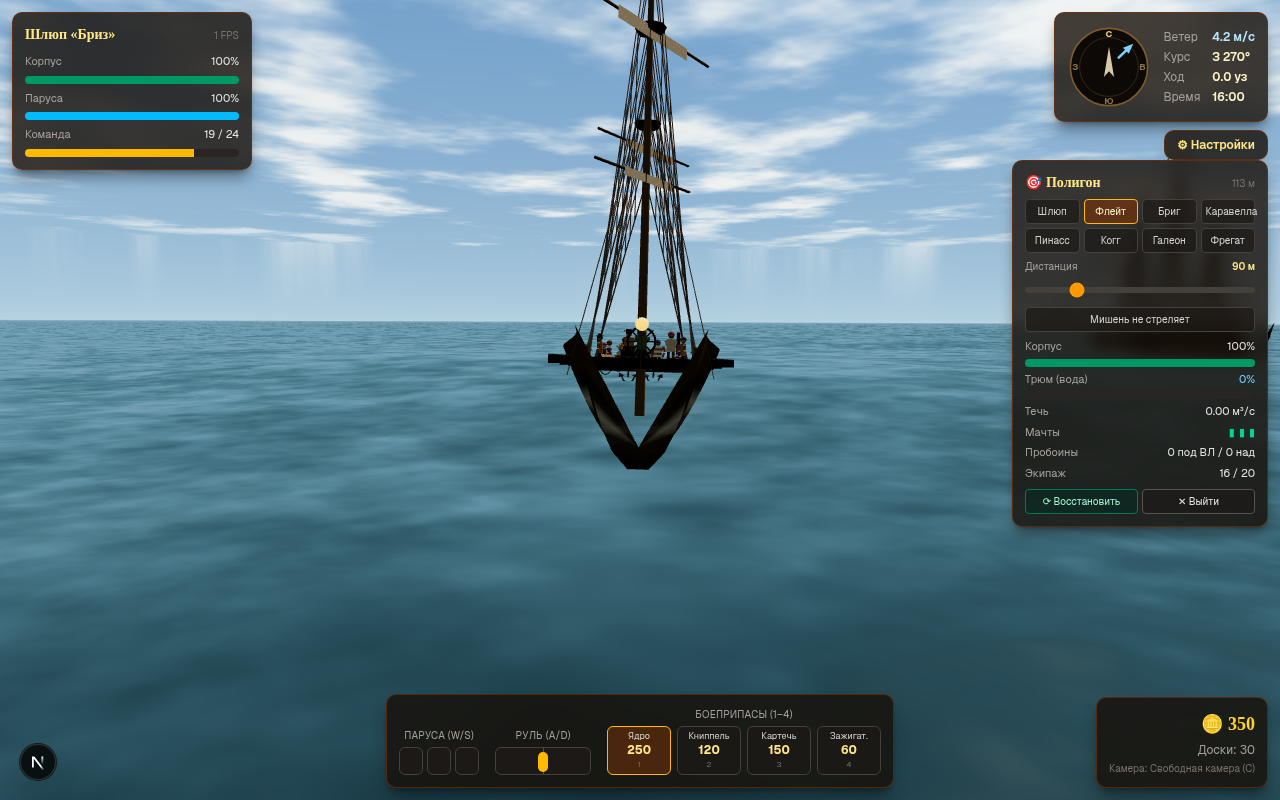 Шлюп «Бриз» 1 FPS
Корпус 100%
Паруса 100%
Команда 19 / 24
С
З В
Ю
Ветер 4.2 м/с
Курс З 270°
Ход 0.0 уз
Время 16:00
⚙ Настройки
🎯 Полигон 113 м
Шлюп Флейт Бриг Каравелла
Пинасс Когг Галеон Фрегат
Дистанция 90 м
Мишень не стреляет
Корпус 100%
Трюм (вода) 0%
Течь 0.00 м³/с
Мачты
Пробоины 0 под ВЛ / 0 над
Экипаж 16 / 20
⟳ Восстановить ✕ Выйти
БОЕПРИПАСЫ (1–4)
ПАРУСА (W/S) РУЛЬ (A/D)
Ядро Книппель Картечь Зажигат.
250 120 150 60
1 2 3 4
🪙 350
Доски: 30
Камера: Свободная камера (C)
N